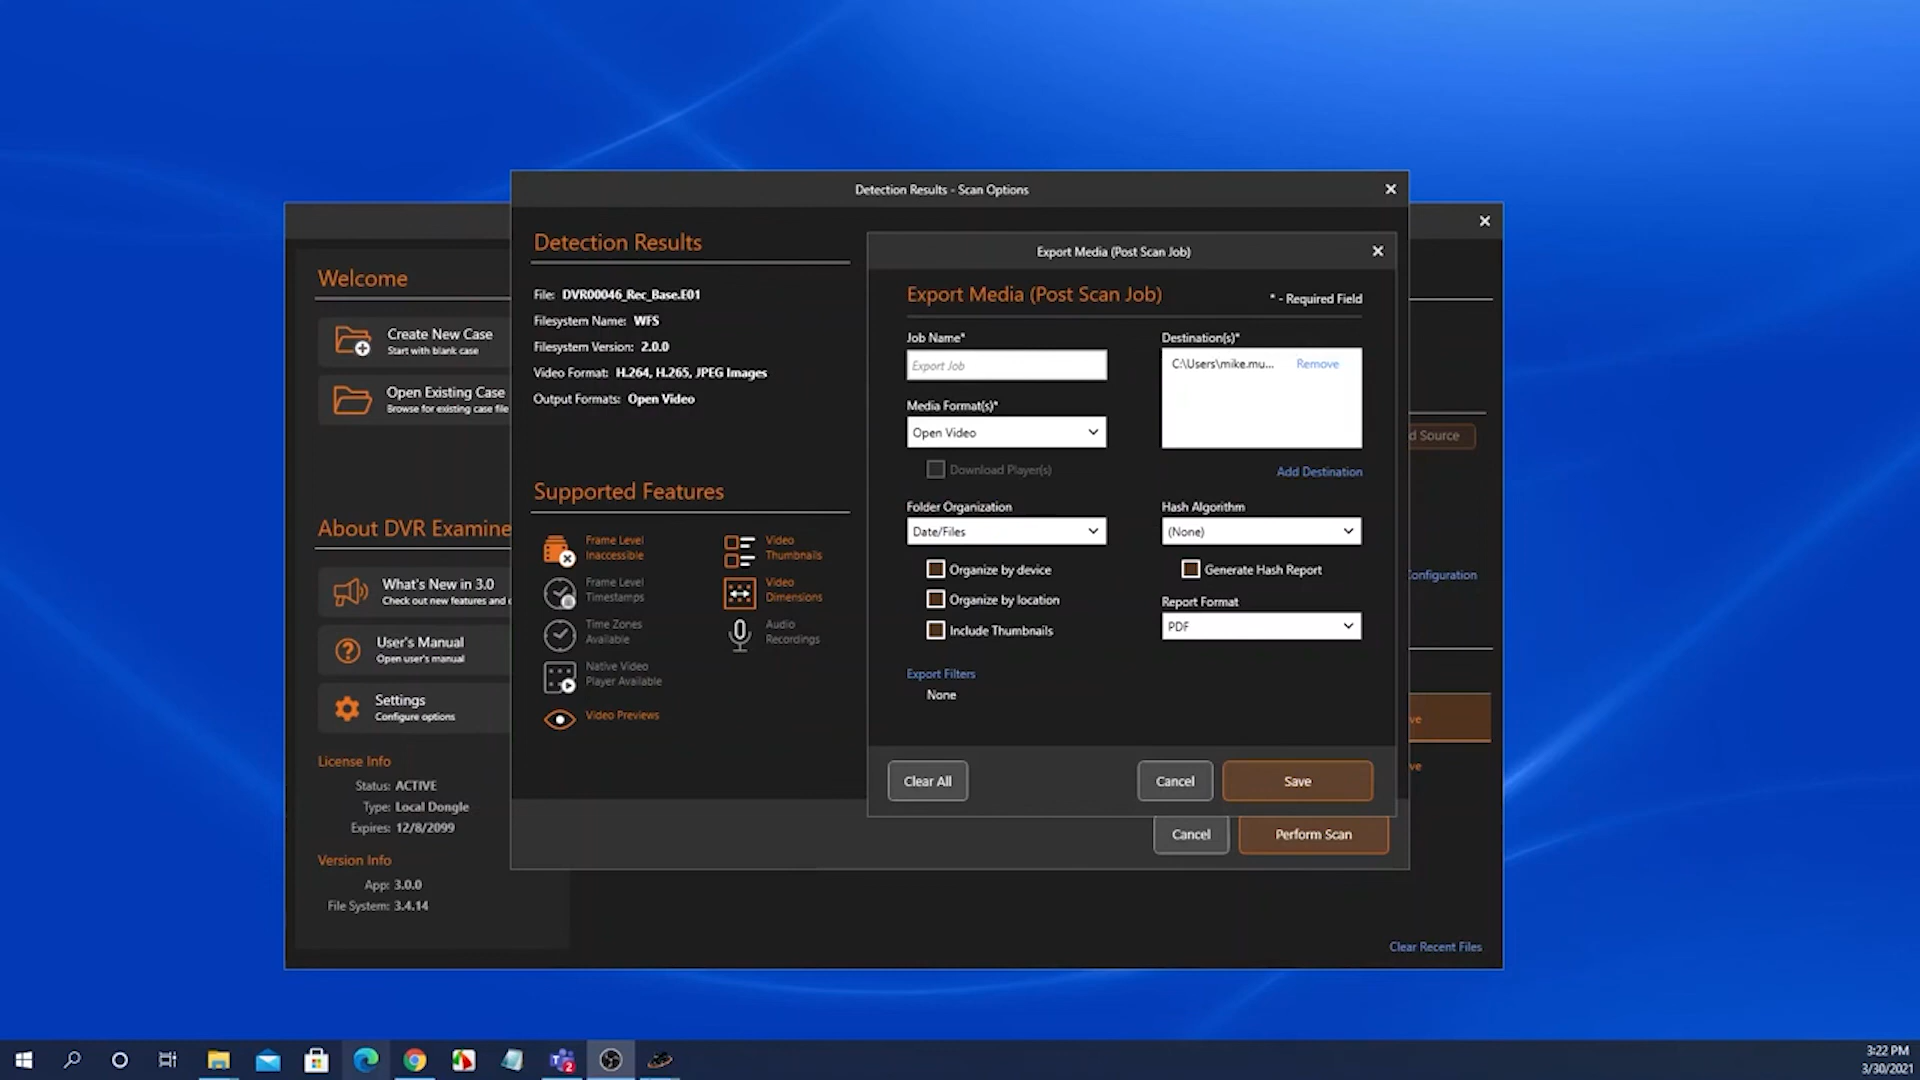 Detection Results - Scan Options
Detection Results
File: DVR00046_Rec_Base.E01
Filesystem Name: WFS
Filesystem Version: 2.0.0
Video Format: H.264, H.265, JPEG Images
Output Formats: Open Video
Supported Features
Frame Level
Inaccessible
Frame Level
Timestamps
Time Zones
Available
Native Video
Player Available
Video Previews
Video
Thumbnails
Video
Dimensions
Audio
Recordings
Export Media (Post Scan Job)
Export Media (Post Scan Job)
* - Required Field
Job Name*
Export Job
Media Format(s)*
Open Video
Download Player(s)
Folder Organization
Date/Files
Organize by device
Organize by location
Include Thumbnails
Export Filters
None
Destination(s)*
C:\Users\mike.mu... Remove
Add Destination
Hash Algorithm
(None)
Generate Hash Report
Report Format
PDF
Clear All
Cancel
Save
Cancel
Perform Scan
Welcome
Create New Case
Start with blank case
Open Existing Case
Browse for existing case file
About DVR Examine
What's New in 3.0
Check out new features and
User's Manual
Open user's manual
Settings
Configure options
License Info
Status: ACTIVE
Type: Local Dongle
Expires: 12/8/2099
Version Info
App: 3.0.0
File System: 3.4.14
d Source
Configuration
ve
ve
Clear Recent Files
2
3:22 PM
3/30/2021